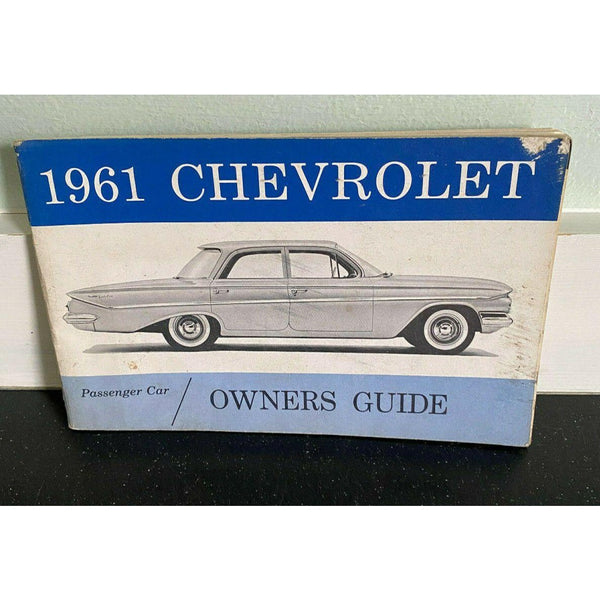 1961 CHEVROLET
Passenger Car / OWNERS GUIDE